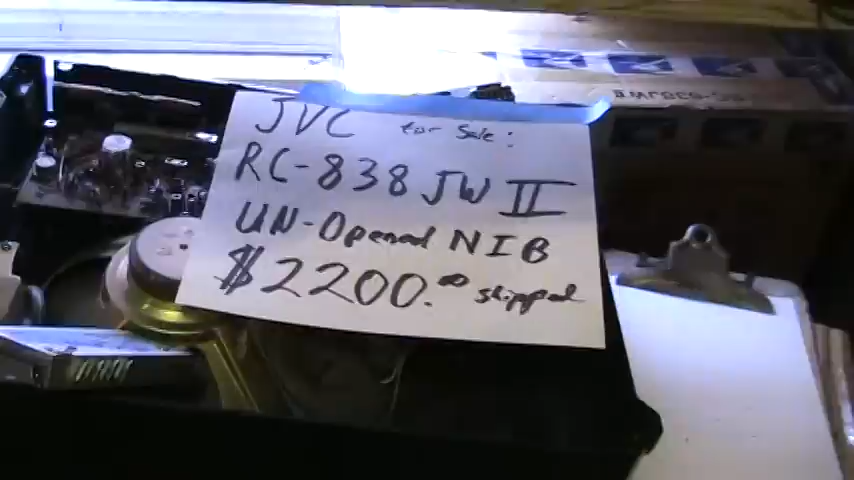 JVC for Sale:
RC-838 JW II
UN-Opened NIB
$2200.00 shipped